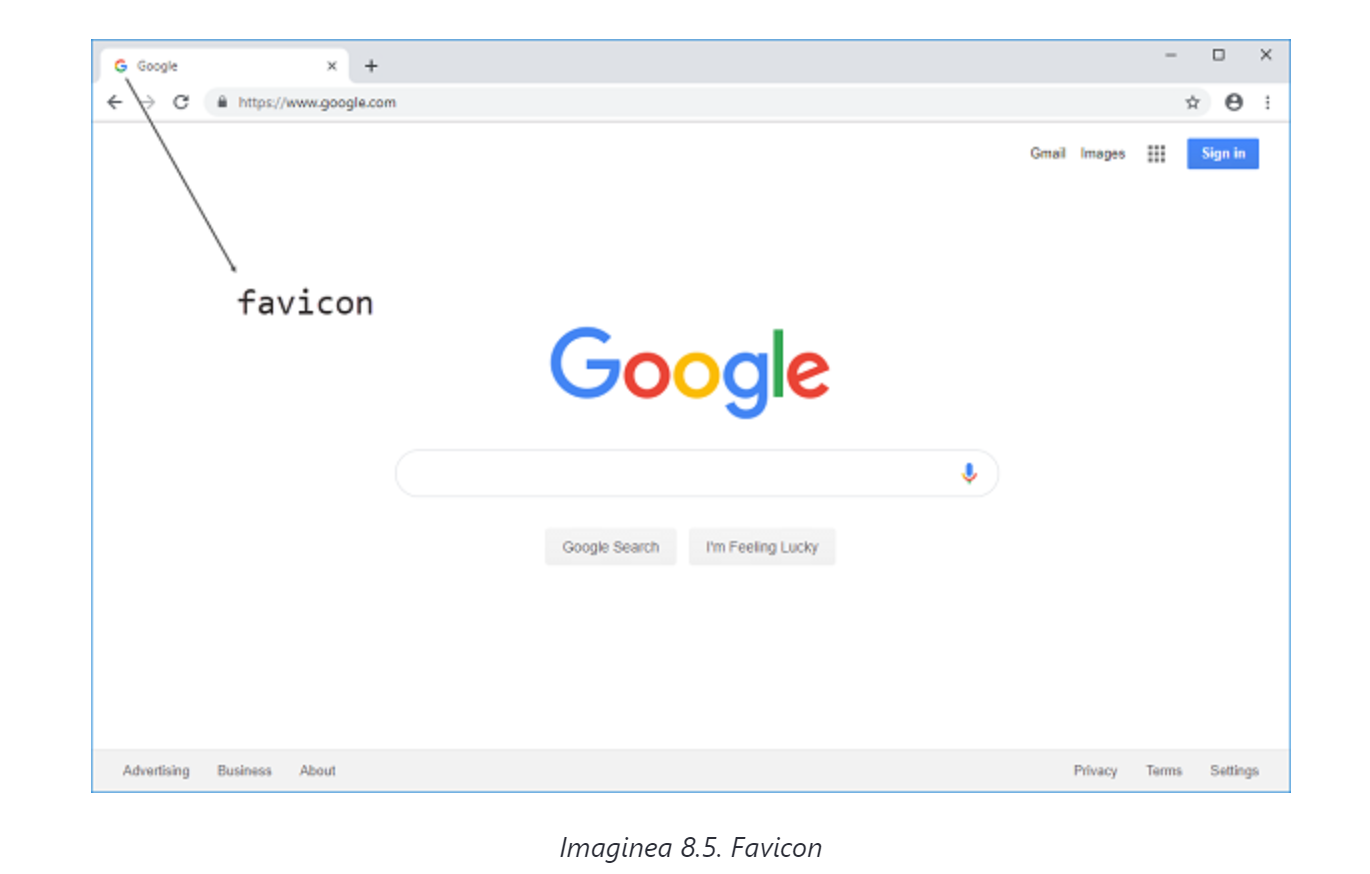 Google
https://www.google.com
Gmail Images Sign in
favicon
Google
Google Search I'm Feeling Lucky
Advertising Business About Privacy Terms Settings
Imaginea 8.5. Favicon